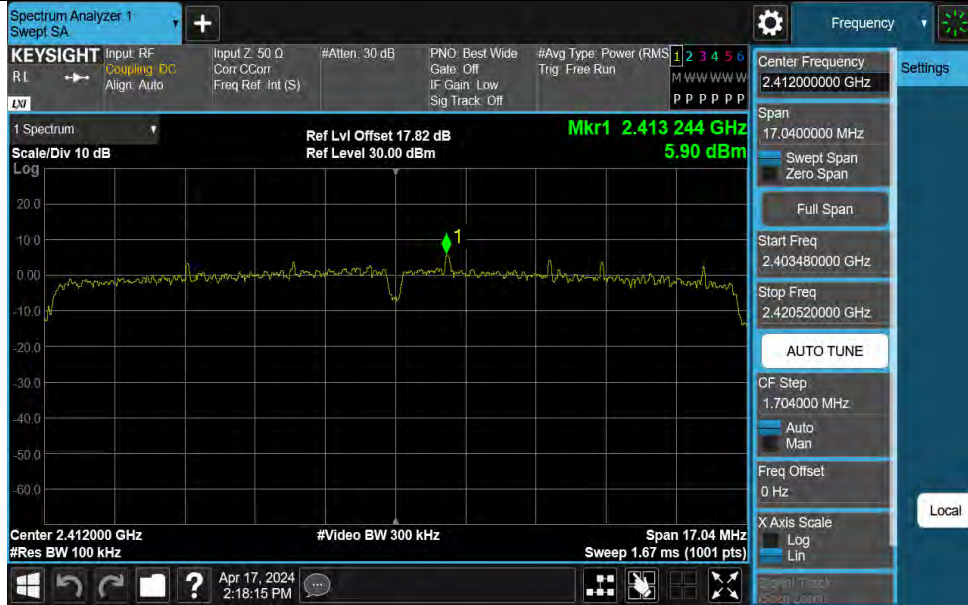 Spectrum Analyzer 1
Swept SA
+
Frequency
KEYSIGHT
RL
LXI
Input: RF
Coupling: DC
Align: Auto
Input Z: 50 Ω
Corr CCorr
Freq Ref: Int (S)
#Atten: 30 dB
PNO: Best Wide
Gate: Off
IF Gain: Low
Sig Track: Off
#Avg Type: Power (RMS
Trig: Free Run
1 2 3 4 5 6
M W W W W W
P P P P P P
1 Spectrum
Scale/Div 10 dB
Log
Ref Lvl Offset 17.82 dB
Ref Level 30.00 dBm
Mkr1 2.413 244 GHz
5.90 dBm
20.0
10.0
0.00
-10.0
-20.0
-30.0
-40.0
-50.0
-60.0
1
Center 2.412000 GHz
#Res BW 100 kHz
#Video BW 300 kHz
Span 17.04 MHz
Sweep 1.67 ms (1001 pts)
?
Apr 17, 2024
2:18:15 PM
Center Frequency
2.412000000 GHz
Span
17.0400000 MHz
Swept Span
Zero Span
Full Span
Start Freq
2.403480000 GHz
Stop Freq
2.420520000 GHz
AUTO TUNE
CF Step
1.704000 MHz
Auto
Man
Freq Offset
0 Hz
X Axis Scale
Log
Lin
Signal Track
(Span Zoom)
Settings
Local